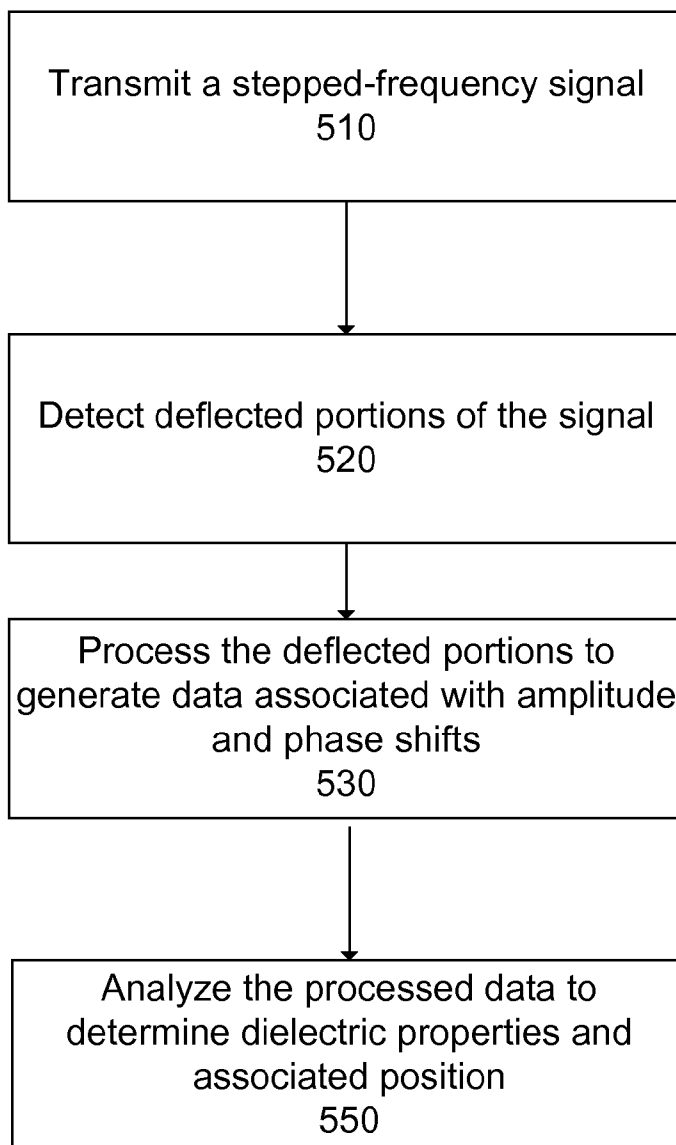 Transmit a stepped-frequency signal
510
Detect deflected portions of the signal
520
Process the deflected portions to
generate data associated with amplitude
and phase shifts
530
Analyze the processed data to
determine dielectric properties and
associated position
550